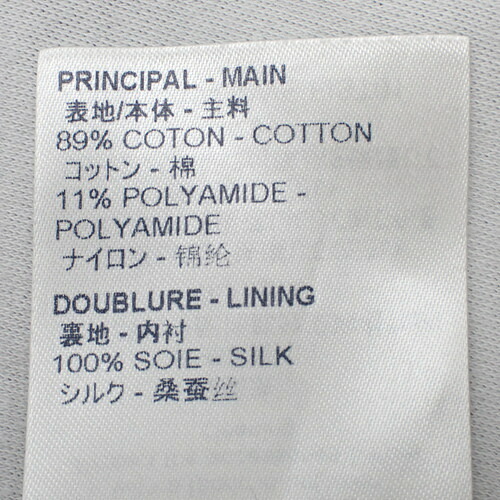 PRINCIPAL - MAIN
表地/本体 - 主料
89% COTON - COTTON
コットン - 棉
11% POLYAMIDE -
POLYAMIDE
ナイロン - 锦纶
DOUBLURE - LINING
裏地 - 内衬
100% SOIE - SILK
シルク - 桑蚕丝